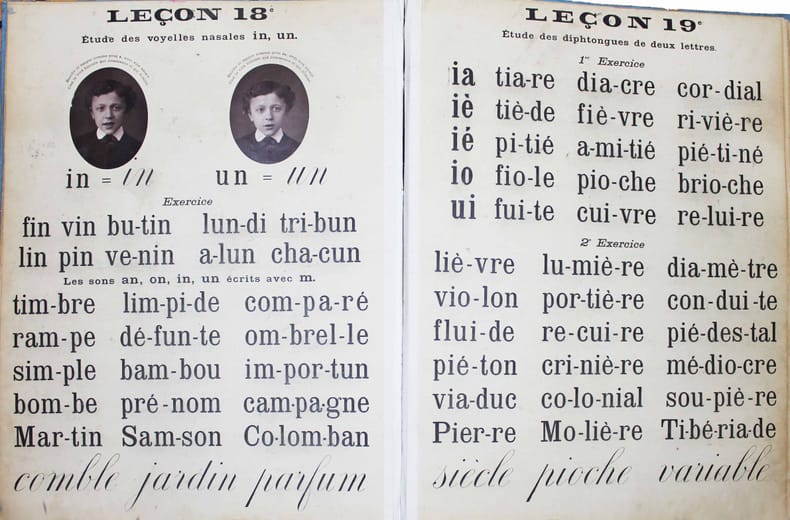 LEÇON 18e
Étude des voyelles nasales in, un.
in = in un = un
Exercice
fin vin bu-tin lun-di tri-bun
lin pin ve-nin a-lun cha-cun
Les sons an, on, in, un écrits avec m.
tim-bre lim-pi-de com-pa-ré
ram-pe dé-fun-te om-brel-le
sim-ple bam-bou im-por-tun
bom-be pré-nom cam-pa-gne
Mar-tin Sam-son Co-lom-ban
comble jardin parfum
LEÇON 19e
Étude des diphtongues de deux lettres.
1er Exercice
ia tia-re dia-cre cor-dial
iè tiè-de fiè-vre ri-viè-re
ié pi-tié a-mi-tié pié-ti-né
io fio-le pio-che brio-che
ui fui-te cui-vre re-lui-re
2e Exercice
liè-vre lu-miè-re dia-mè-tre
vio-lon por-tiè-re con-dui-te
flui-de re-cui-re pié-des-tal
pié-ton cri-niè-re mé-dio-cre
via-duc co-lo-nial sou-piè-re
Pier-re Mo-liè-re Ti-bé-ria-de
siècle pioche variable